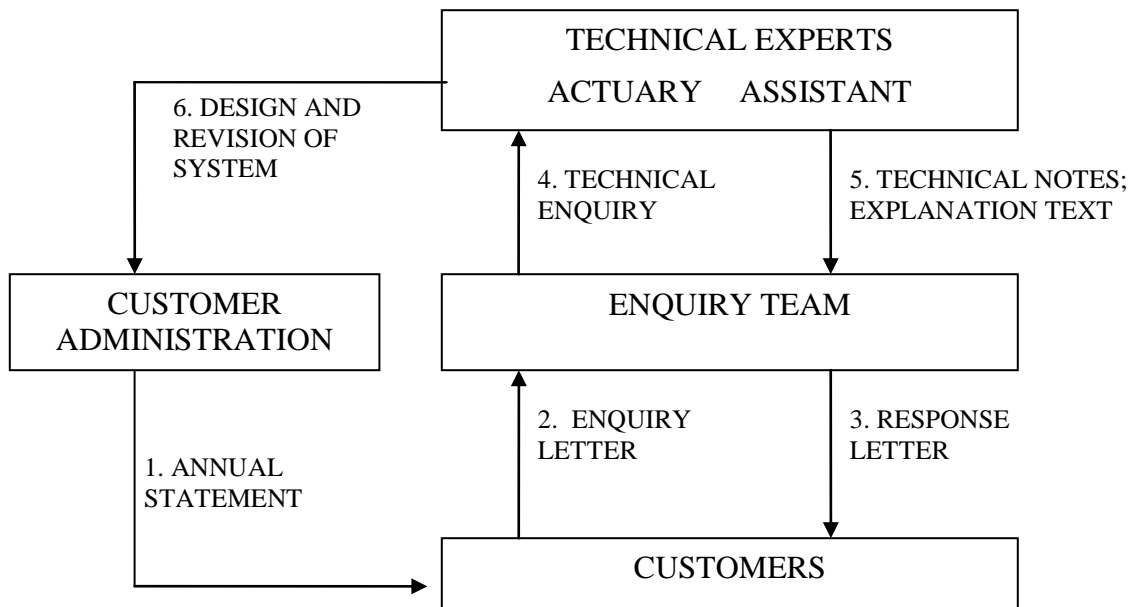 TECHNICAL EXPERTS
ACTUARY ASSISTANT
6. DESIGN AND
REVISION OF
SYSTEM
4. TECHNICAL
ENQUIRY
5. TECHNICAL NOTES;
EXPLANATION TEXT
CUSTOMER
ADMINISTRATION
ENQUIRY TEAM
2. ENQUIRY
LETTER
3. RESPONSE
LETTER
1. ANNUAL
STATEMENT
CUSTOMERS